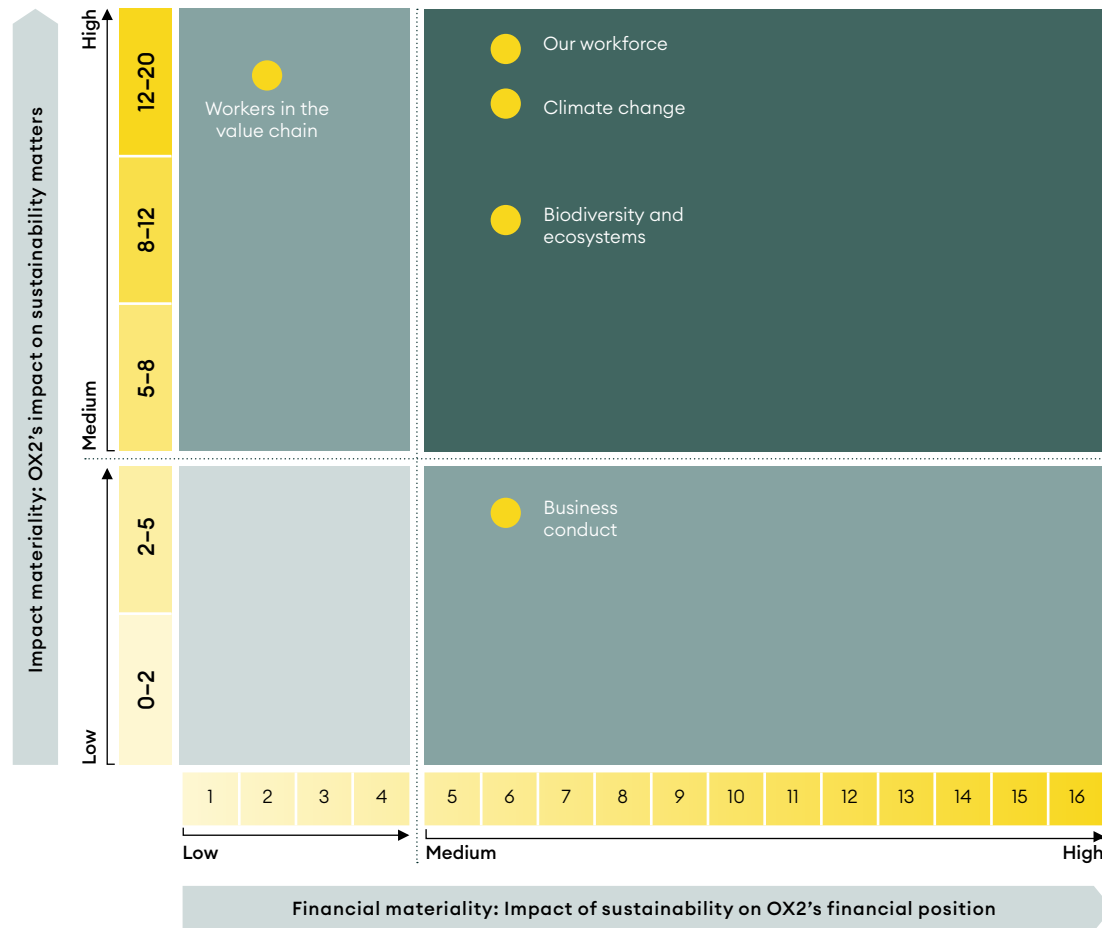 Impact materiality: OX2's impact on sustainability matters
High
Medium
Low
12–20
8–12
5–8
2–5
0–2
Workers in the
value chain
Our workforce
Climate change
Biodiversity and
ecosystems
Business
conduct
1 2 3 4 5 6 7 8 9 10 11 12 13 14 15 16
Low Medium High
Financial materiality: Impact of sustainability on OX2's financial position